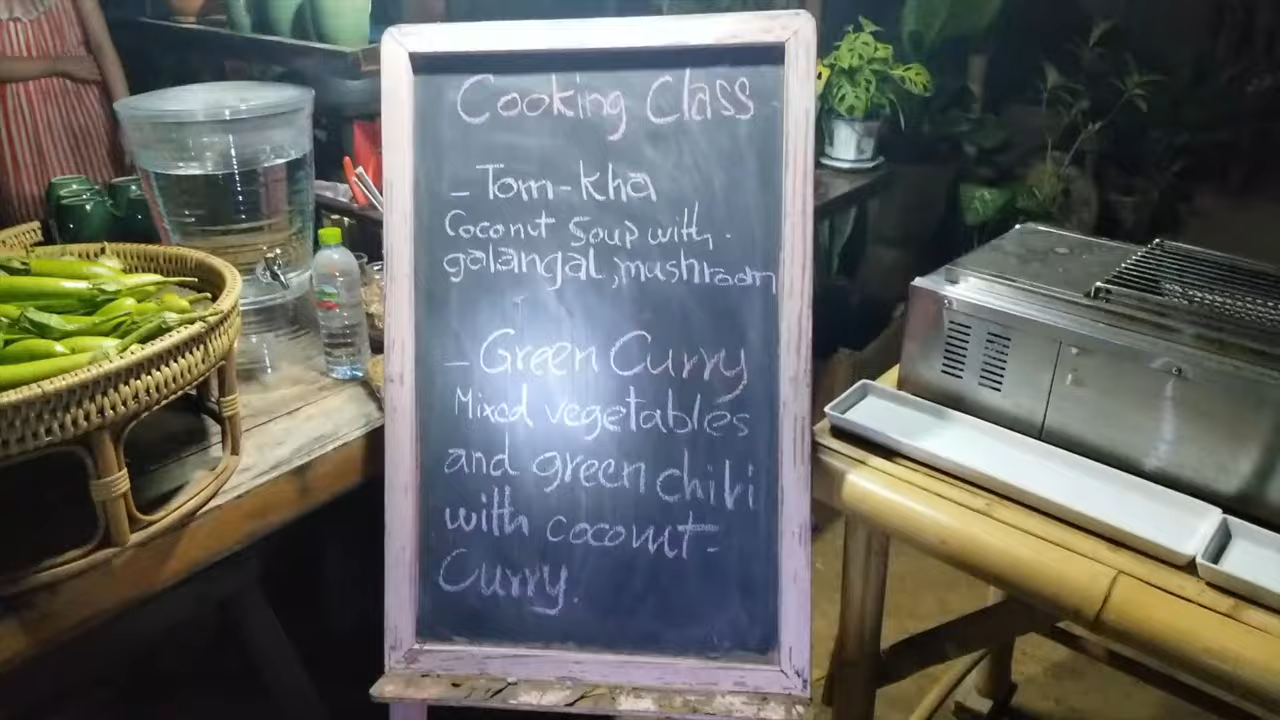 Cooking Class
- Tom-kha
Coconut Soup with.
galangal, mushroom
- Green Curry
Mixed vegetables
and green chili
with coconut-
Curry.